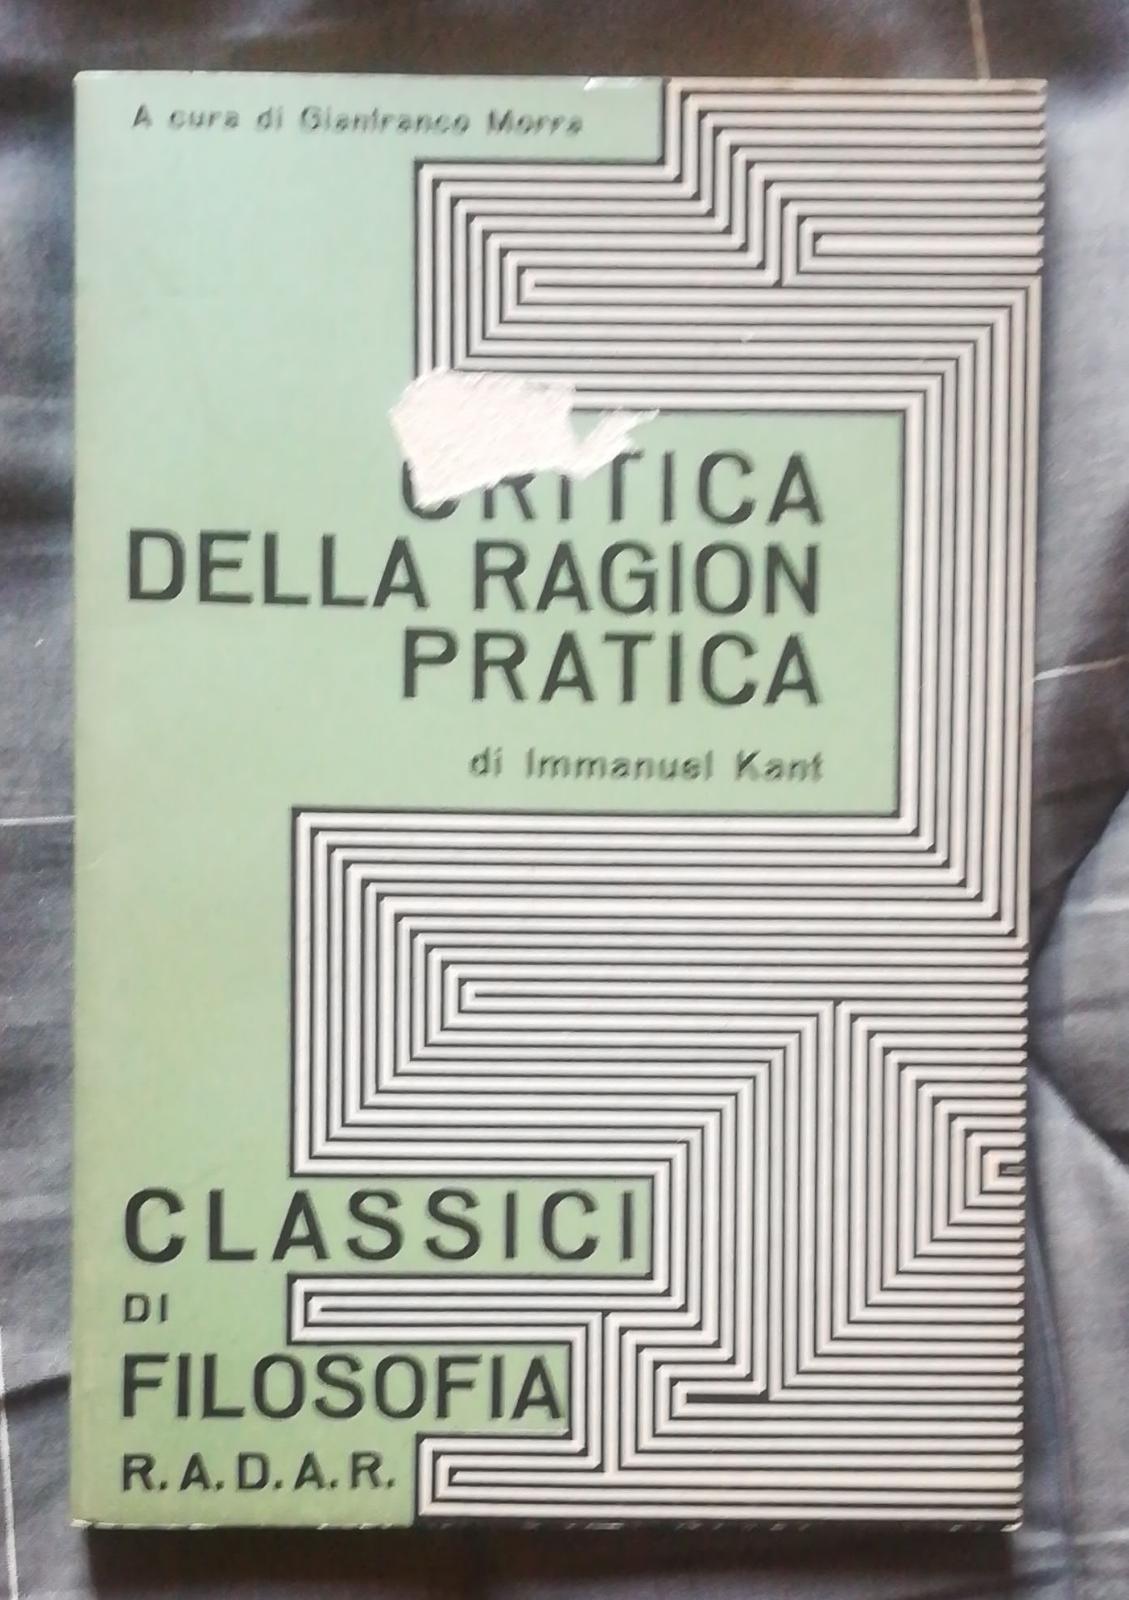 A cura di Gianfranco Morra
CRITICA
DELLA RAGION
PRATICA
di Immanuel Kant
CLASSICI
DI
FILOSOFIA
R.A.D.A.R.